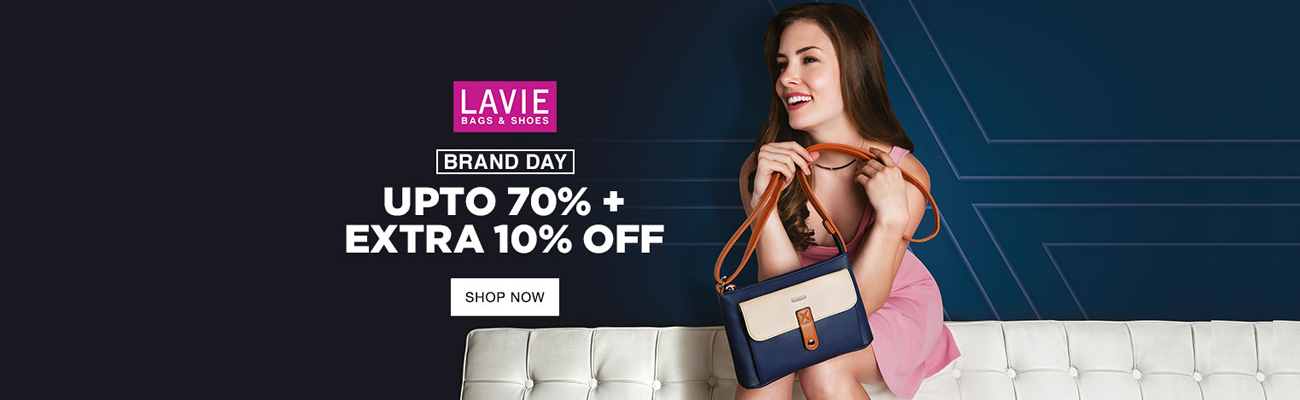 LAVIE
BAGS & SHOES
BRAND DAY
UPTO 70% +
EXTRA 10% OFF
SHOP NOW